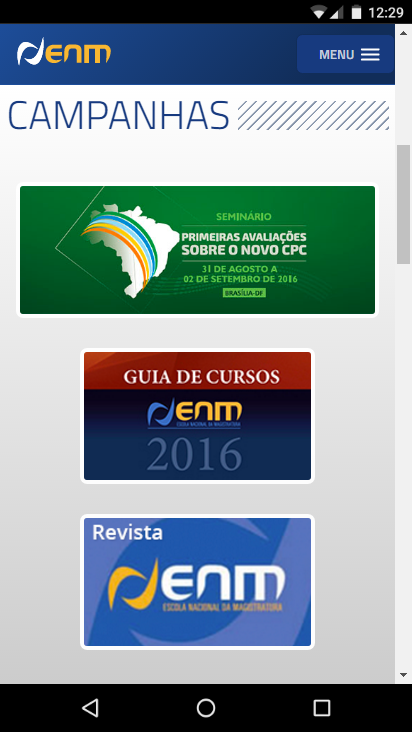 12:29
ENM
MENU
CAMPANHAS
SEMINÁRIO
PRIMEIRAS AVALIAÇÕES
SOBRE O NOVO CPC
31 DE AGOSTO A
02 DE SETEMBRO DE 2016
BRASÍLIA-DF
GUIA DE CURSOS
ENM
ESCOLA NACIONAL DA MAGISTRATURA
2016
Revista
ENM
ESCOLA NACIONAL DA MAGISTRATURA